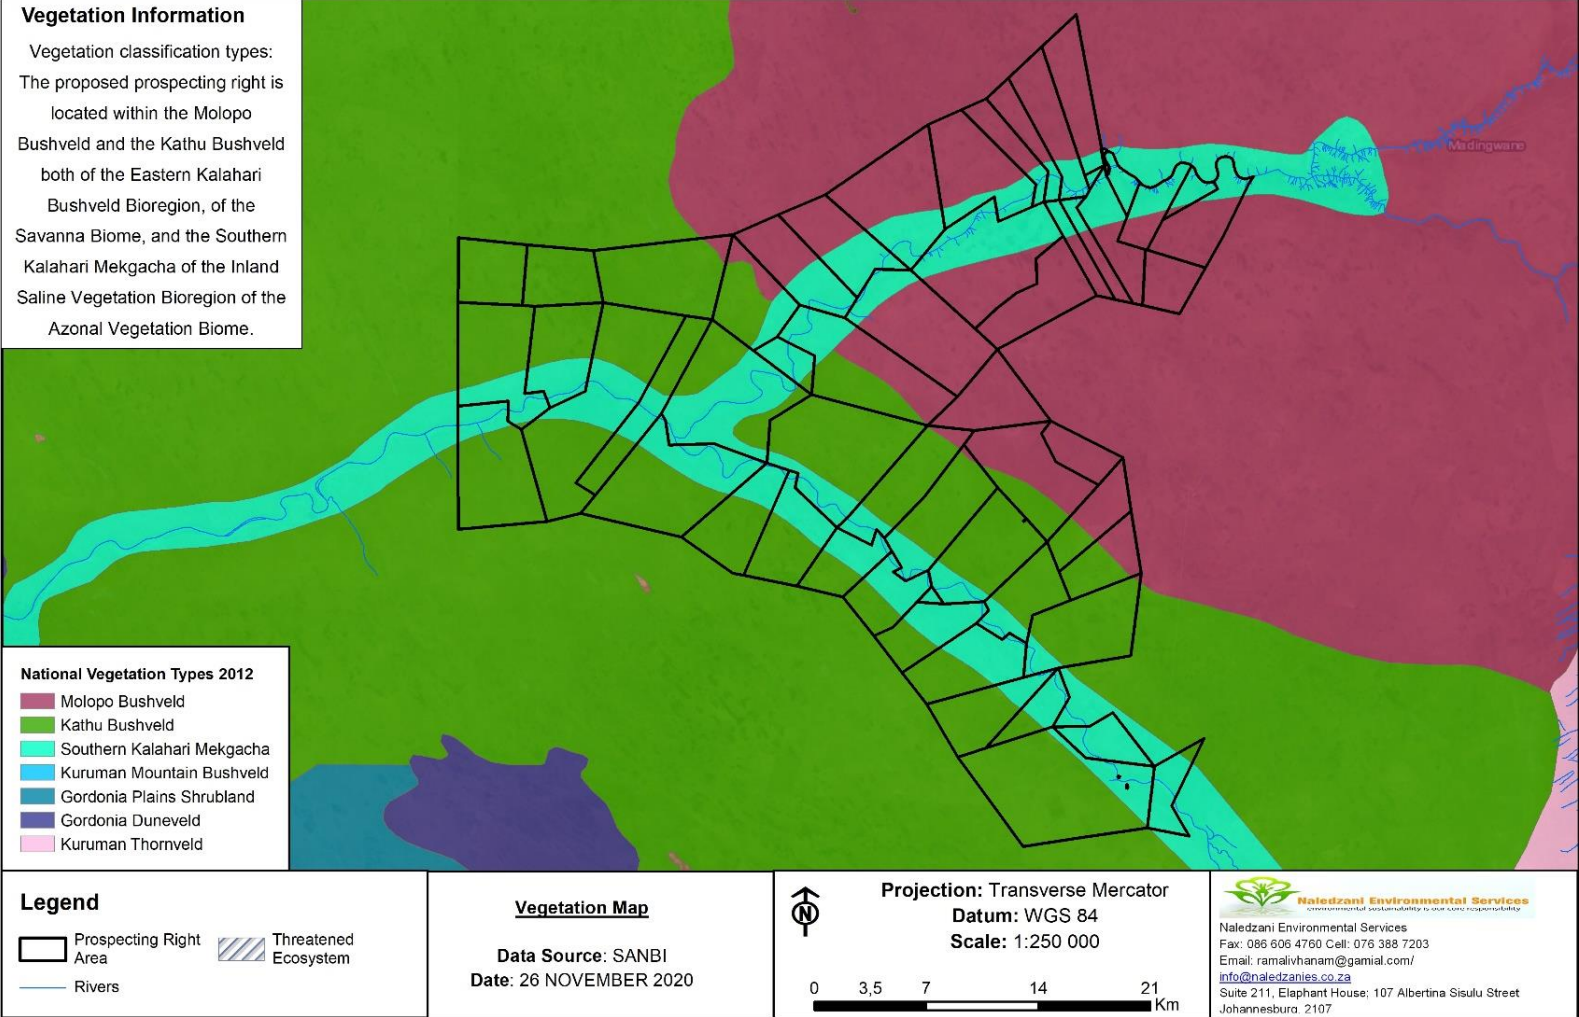 Vegetation Information
Vegetation classification types:
The proposed prospecting right is
located within the Molopo
Bushveld and the Kathu Bushveld
both of the Eastern Kalahari
Bushveld Bioregion, of the
Savanna Biome, and the Southern
Kalahari Mekgacha of the Inland
Saline Vegetation Bioregion of the
Azonal Vegetation Biome.
Madingwane
National Vegetation Types 2012
Molopo Bushveld
Kathu Bushveld
Southern Kalahari Mekgacha
Kuruman Mountain Bushveld
Gordonia Plains Shrubland
Gordonia Duneveld
Kuruman Thornveld
Legend
Prospecting Right
Area
Threatened
Ecosystem
Rivers
Vegetation Map
Data Source: SANBI
Date: 26 NOVEMBER 2020
N
Projection: Transverse Mercator
Datum: WGS 84
Scale: 1:250 000
0 3,5 7 14 21
Km
Naledzani Environmental Services
environmental sustainability is our core responsibility
Naledzani Environmental Services
Fax: 086 606 4760 Cell: 076 388 7203
Email: ramalivhanam@gamial.com/
info@naledzanies.co.za
Suite 211, Elaphant House; 107 Albertina Sisulu Street
Johannesburg, 2107